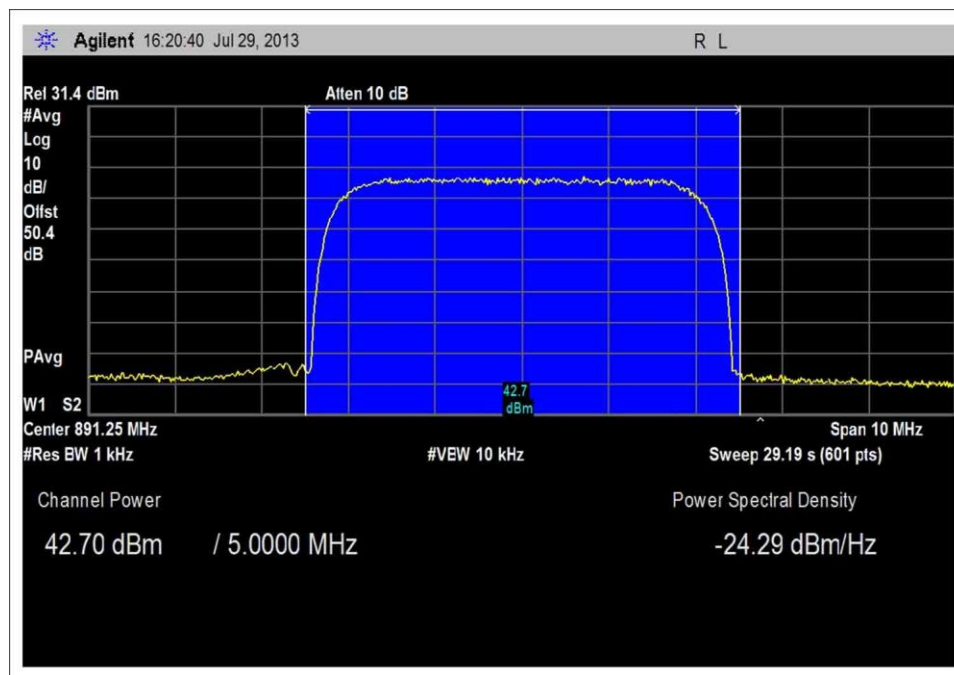 Agilent 16:20:40 Jul 29, 2013 R L
Ref 31.4 dBm Atten 10 dB
#Avg
Log
10
dB/
Offst
50.4
dB
PAvg
42.7
dBm
W1 S2
Center 891.25 MHz Span 10 MHz
#Res BW 1 kHz #VBW 10 kHz Sweep 29.19 s (601 pts)
Channel Power Power Spectral Density
42.70 dBm / 5.0000 MHz -24.29 dBm/Hz